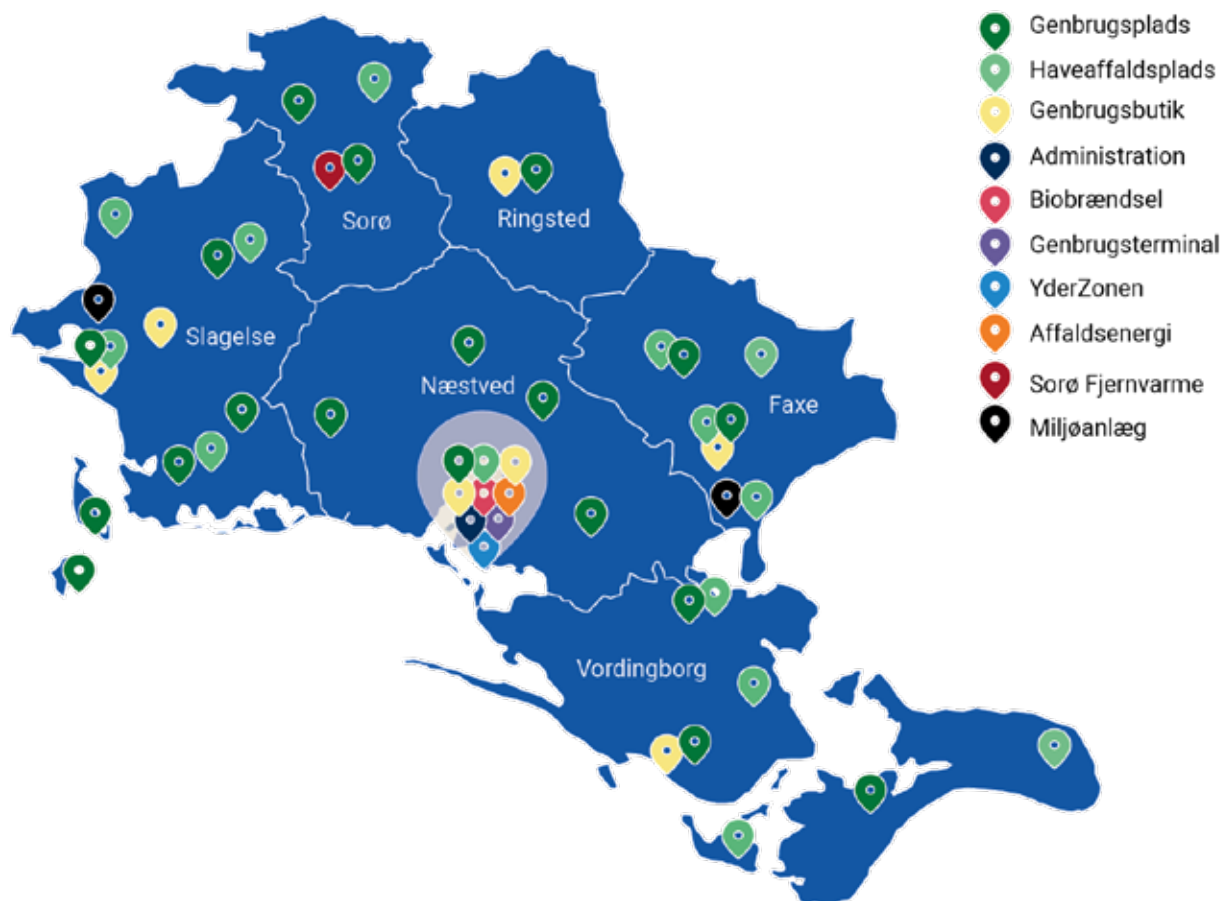 Genbrugsplads
Haveaffaldsplads
Genbrugsbutik
Administration
Biobrændsel
Genbrugsterminal
YderZonen
Affaldsenergi
Sorø Fjernvarme
Miljøanlæg
Sorø
Ringsted
Slagelse
Næstved
Faxe
Vordingborg